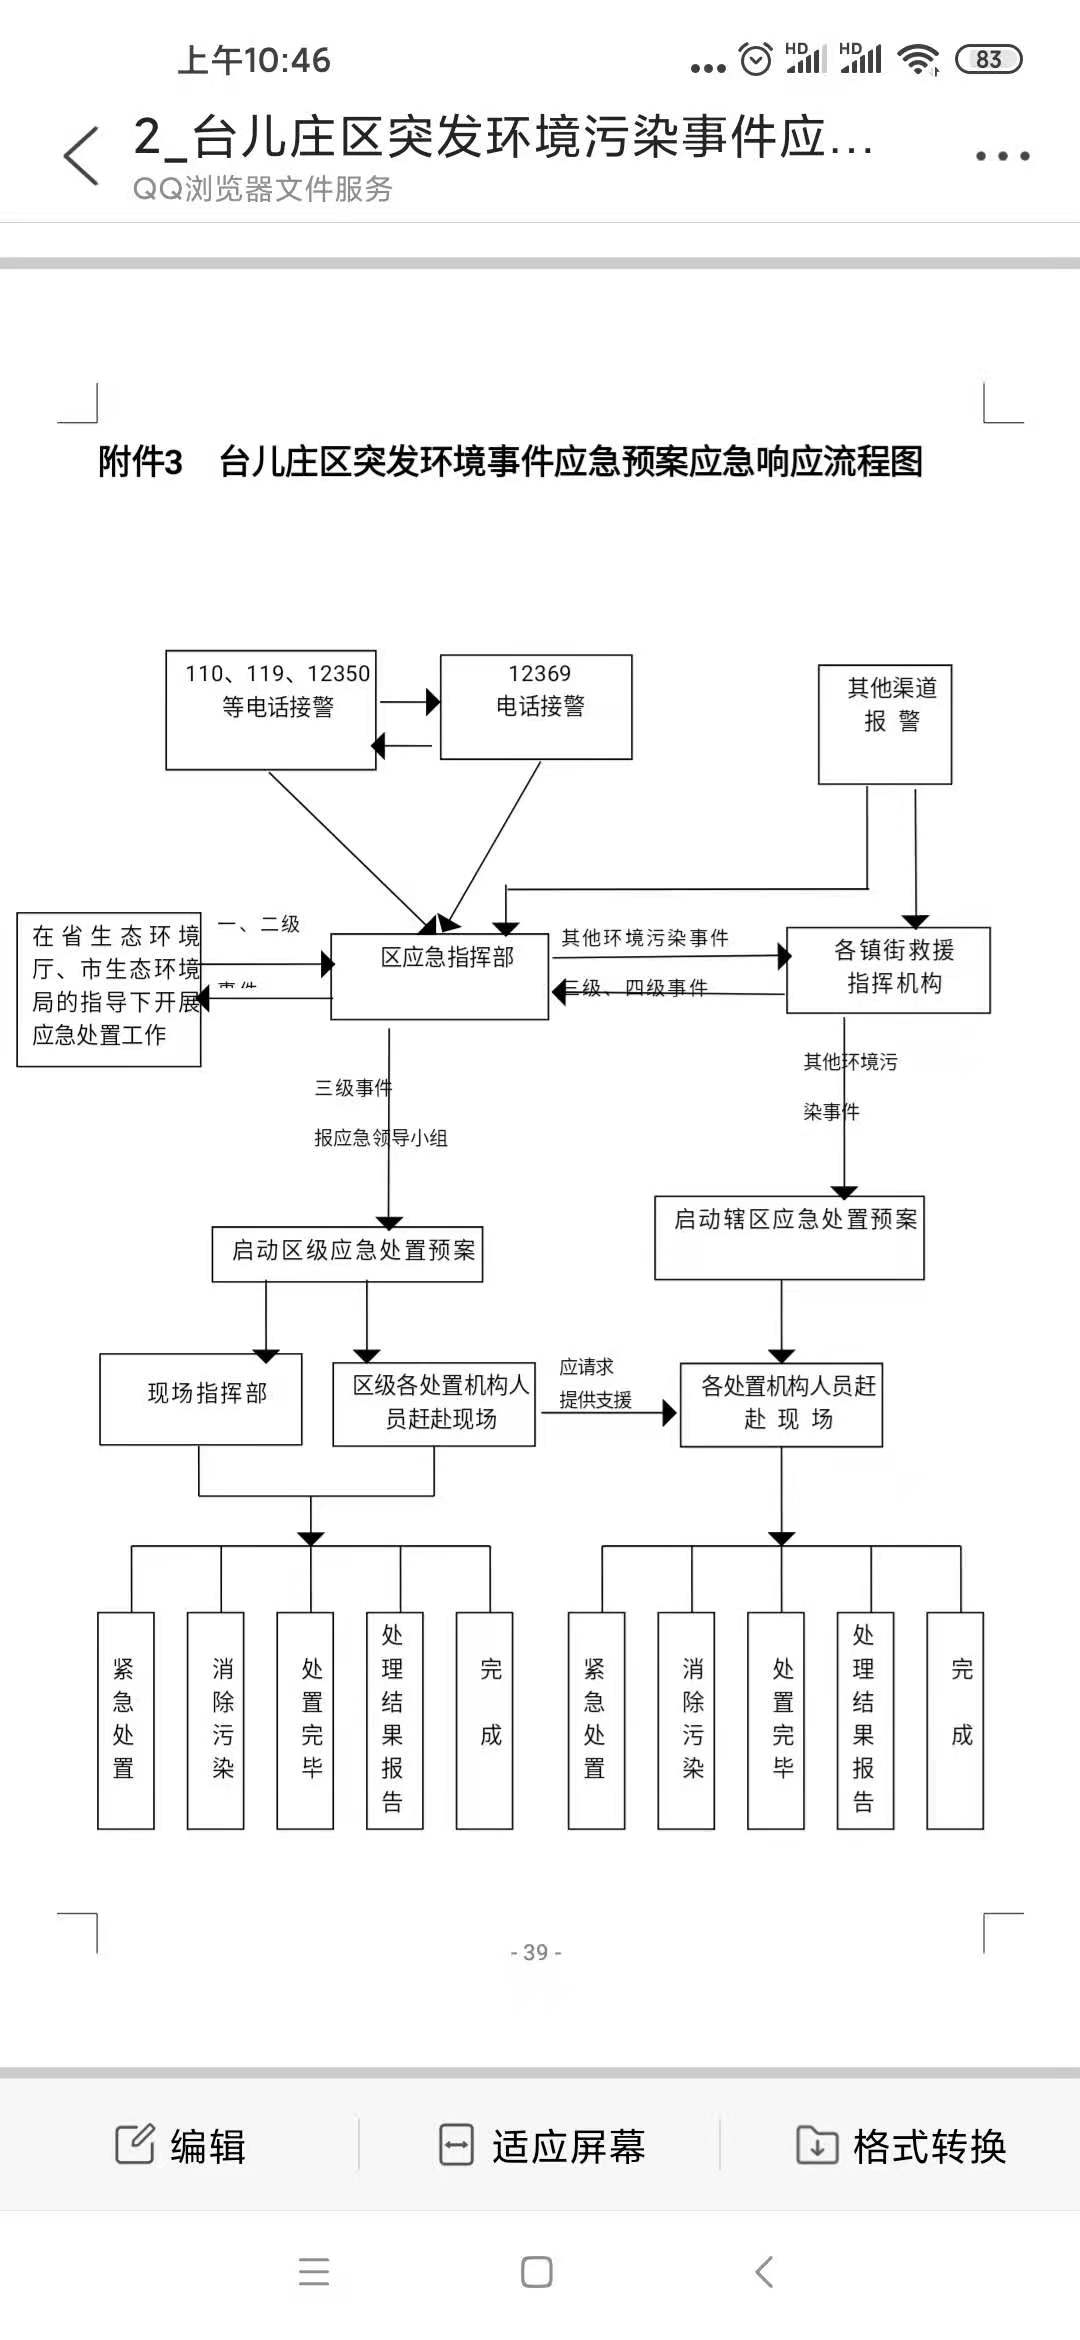 上午10:46
HD
HD
83
2_台儿庄区突发环境污染事件应...
QQ浏览器文件服务
附件3 台儿庄区突发环境事件应急预案应急响应流程图
110、119、12350
等电话接警
12369
电话接警
其他渠道
报 警
在省生态环境
厅、市生态环境
局的指导下开展
应急处置工作
一、二级
事件
区应急指挥部
其他环境污染事件
三级、四级事件
各镇街救援
指挥机构
三级事件
报应急领导小组
其他环境污
染事件
启动区级应急处置预案
启动辖区应急处置预案
现场指挥部
区级各处置机构人
员赶赴现场
应请求
提供支援
各处置机构人员赶
赴 现 场
紧急处置
消除污染
处置完毕
处理结果报告
完成
紧急处置
消除污染
处置完毕
处理结果报告
完成
- 39 -
编辑
适应屏幕
格式转换